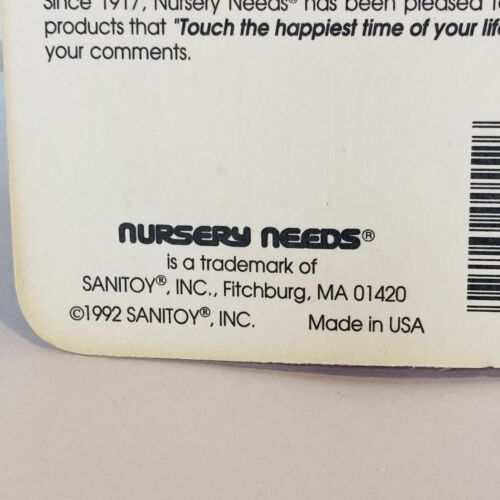 Since 1917, Nursery Needs® has been pleased
products that "Touch the happiest time of your life
your comments.
NURSERY NEEDS®
is a trademark of
SANITOY®, INC., Fitchburg, MA 01420
©1992 SANITOY®, INC. Made in USA